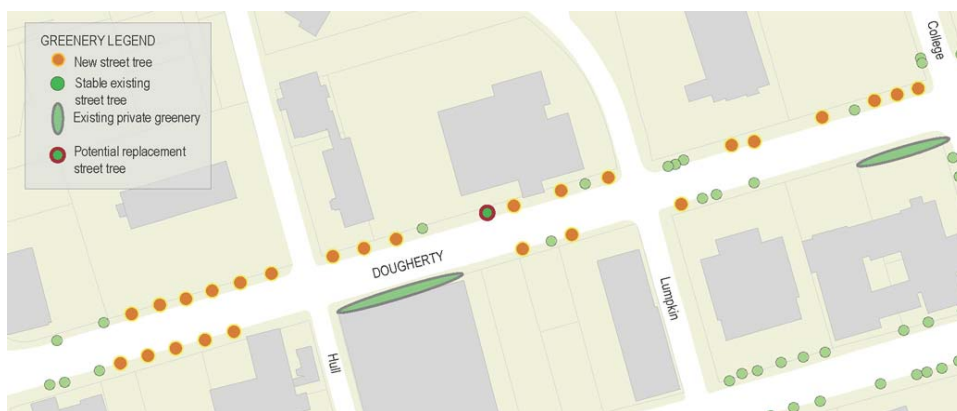 GREENERY LEGEND
New street tree
Stable existing
street tree
Existing private greenery
Potential replacement
street tree
College
DOUGHERTY
Hull
Lumpkin